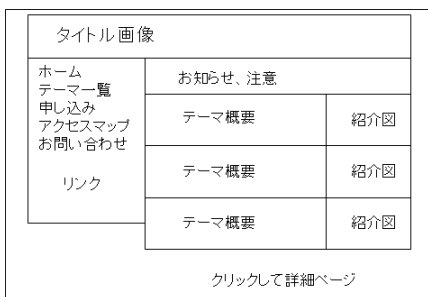 タイトル画像
ホーム
テーマ一覧
申し込み
アクセスマップ
お問い合わせ
リンク
お知らせ、注意
テーマ概要
紹介図
テーマ概要
紹介図
テーマ概要
紹介図
クリックして詳細ページ